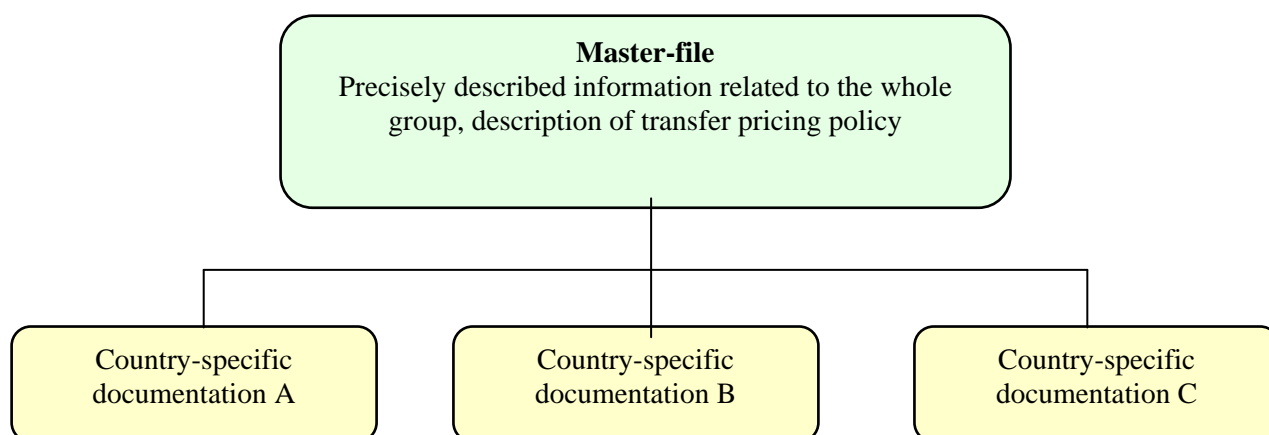 Master-file
Precisely described information related to the whole
group, description of transfer pricing policy
Country-specific
documentation A
Country-specific
documentation B
Country-specific
documentation C